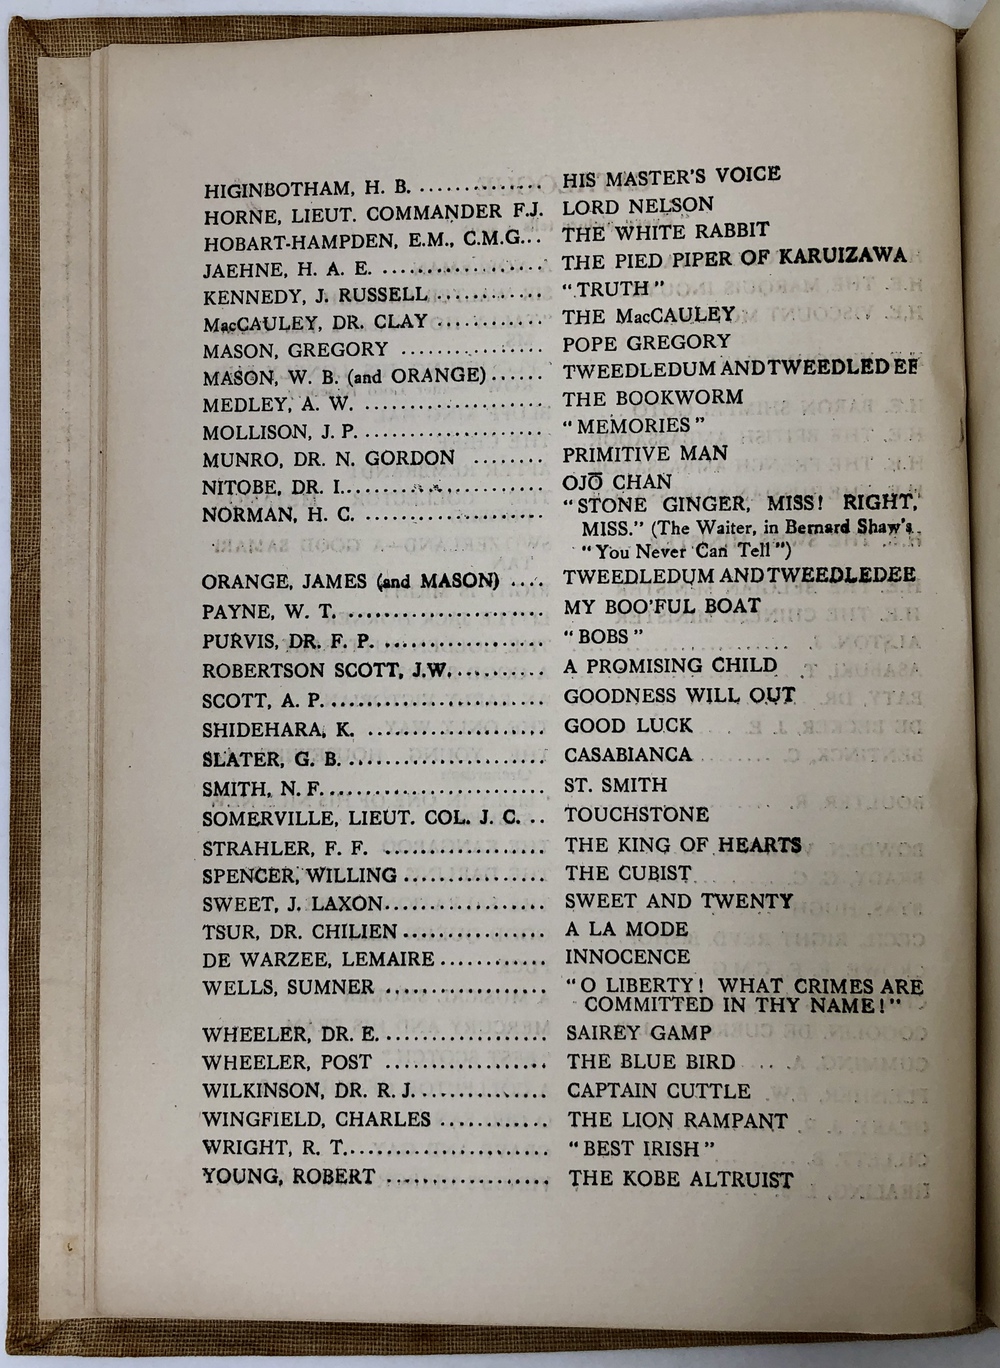 HIGINBOTHAM, H. B. .............. HIS MASTER'S VOICE
HORNE, LIEUT. COMMANDER F.J. LORD NELSON
HOBART-HAMPDEN, E.M., C.M.G... THE WHITE RABBIT
JAEHNE, H. A. E. .................. THE PIED PIPER OF KARUIZAWA
KENNEDY, J. RUSSELL ............. "TRUTH"
MacCAULEY, DR. CLAY ............ THE MacCAULEY
MASON, GREGORY ................ POPE GREGORY
MASON, W. B. (and ORANGE) ...... TWEEDLEDUM AND TWEEDLEDEE
MEDLEY, A. W. .................... THE BOOKWORM
MOLLISON, J. P. .................... "MEMORIES"
MUNRO, DR. N. GORDON ........ PRIMITIVE MAN
NITOBE, DR. I. ...................... OJŌ CHAN
NORMAN, H. C. .................... "STONE GINGER, MISS! RIGHT,
MISS." (The Waiter, in Bernard Shaw's
"You Never Can Tell")
ORANGE, JAMES (and MASON) .... TWEEDLEDUM AND TWEEDLEDEE
PAYNE, W. T. ...................... MY BOO'FUL BOAT
PURVIS, DR. F. P. .................. "BOBS"
ROBERTSON SCOTT, J.W. .......... A PROMISING CHILD
SCOTT, A. P. ........................ GOODNESS WILL OUT
SHIDEHARA, K. .................... GOOD LUCK
SLATER, G. B. ...................... CASABIANCA
SMITH, N. F. ........................ ST. SMITH
SOMERVILLE, LIEUT. COL. J. C. .. TOUCHSTONE
STRAHLER, F. F. .................. THE KING OF HEARTS
SPENCER, WILLING ................ THE CUBIST
SWEET, J. LAXON .................. SWEET AND TWENTY
TSUR, DR. CHILIEN ................ A LA MODE
DE WARZEE, LEMAIRE ............ INNOCENCE
WELLS, SUMNER .................. "O LIBERTY! WHAT CRIMES ARE
COMMITTED IN THY NAME!"
WHEELER, DR. E. .................. SAIREY GAMP
WHEELER, POST .................. THE BLUE BIRD
WILKINSON, DR. R. J. .............. CAPTAIN CUTTLE
WINGFIELD, CHARLES ............ THE LION RAMPANT
WRIGHT, R. T. ...................... "BEST IRISH"
YOUNG, ROBERT .................. THE KOBE ALTRUIST